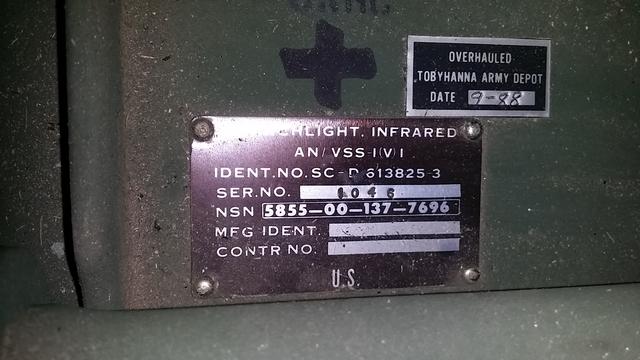 OVERHAULED
TOBYHANNA ARMY DEPOT
DATE 9-88
HLIGHT, INFRARED
AN/VSS-1(V)1
IDENT.NO.SC-D 613825-3
SER.NO. 1046
NSN 5855-00-137-7696
MFG IDENT.
CONTR NO.
U.S.